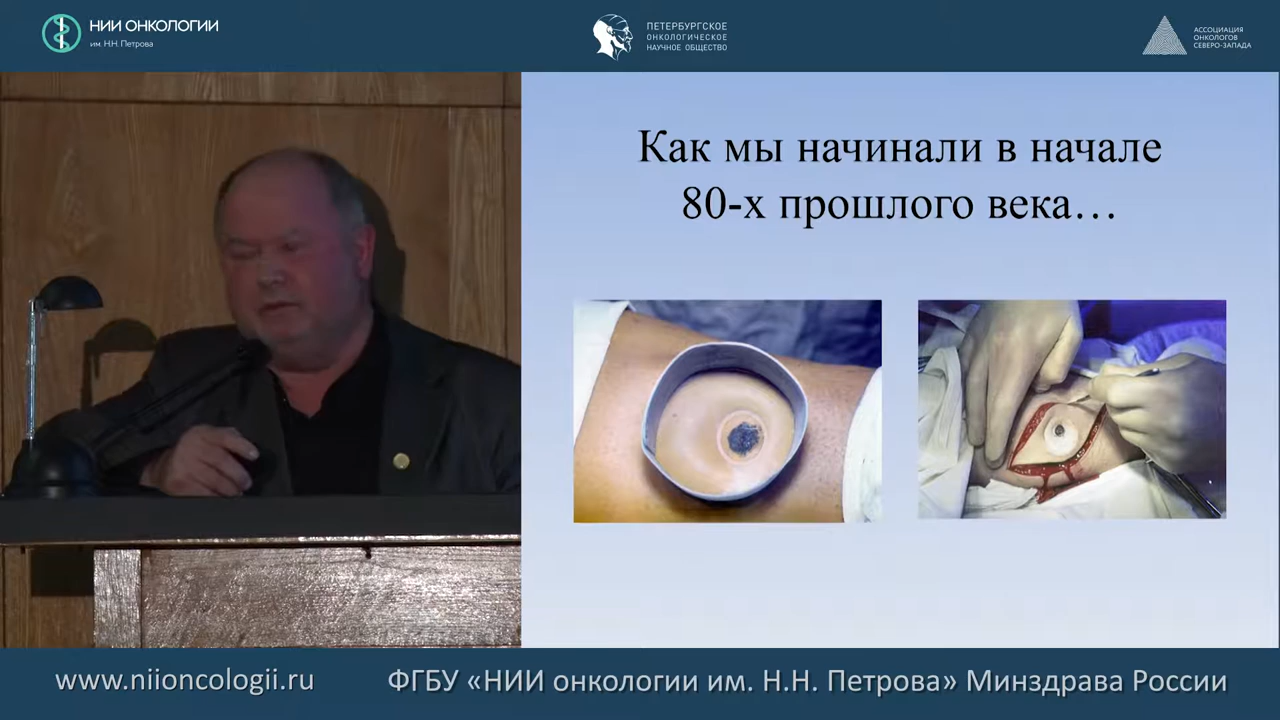 НИИ ОНКОЛОГИИ
им. Н.Н. Петрова
ПЕТЕРБУРГСКОЕ
ОНКОЛОГИЧЕСКОЕ
НАУЧНОЕ ОБЩЕСТВО
АССОЦИАЦИЯ
ОНКОЛОГОВ
СЕВЕРО-ЗАПАДА
Как мы начинали в начале
80-х прошлого века…
www.niioncologii.ru
ФГБУ «НИИ онкологии им. Н.Н. Петрова» Минздрава России